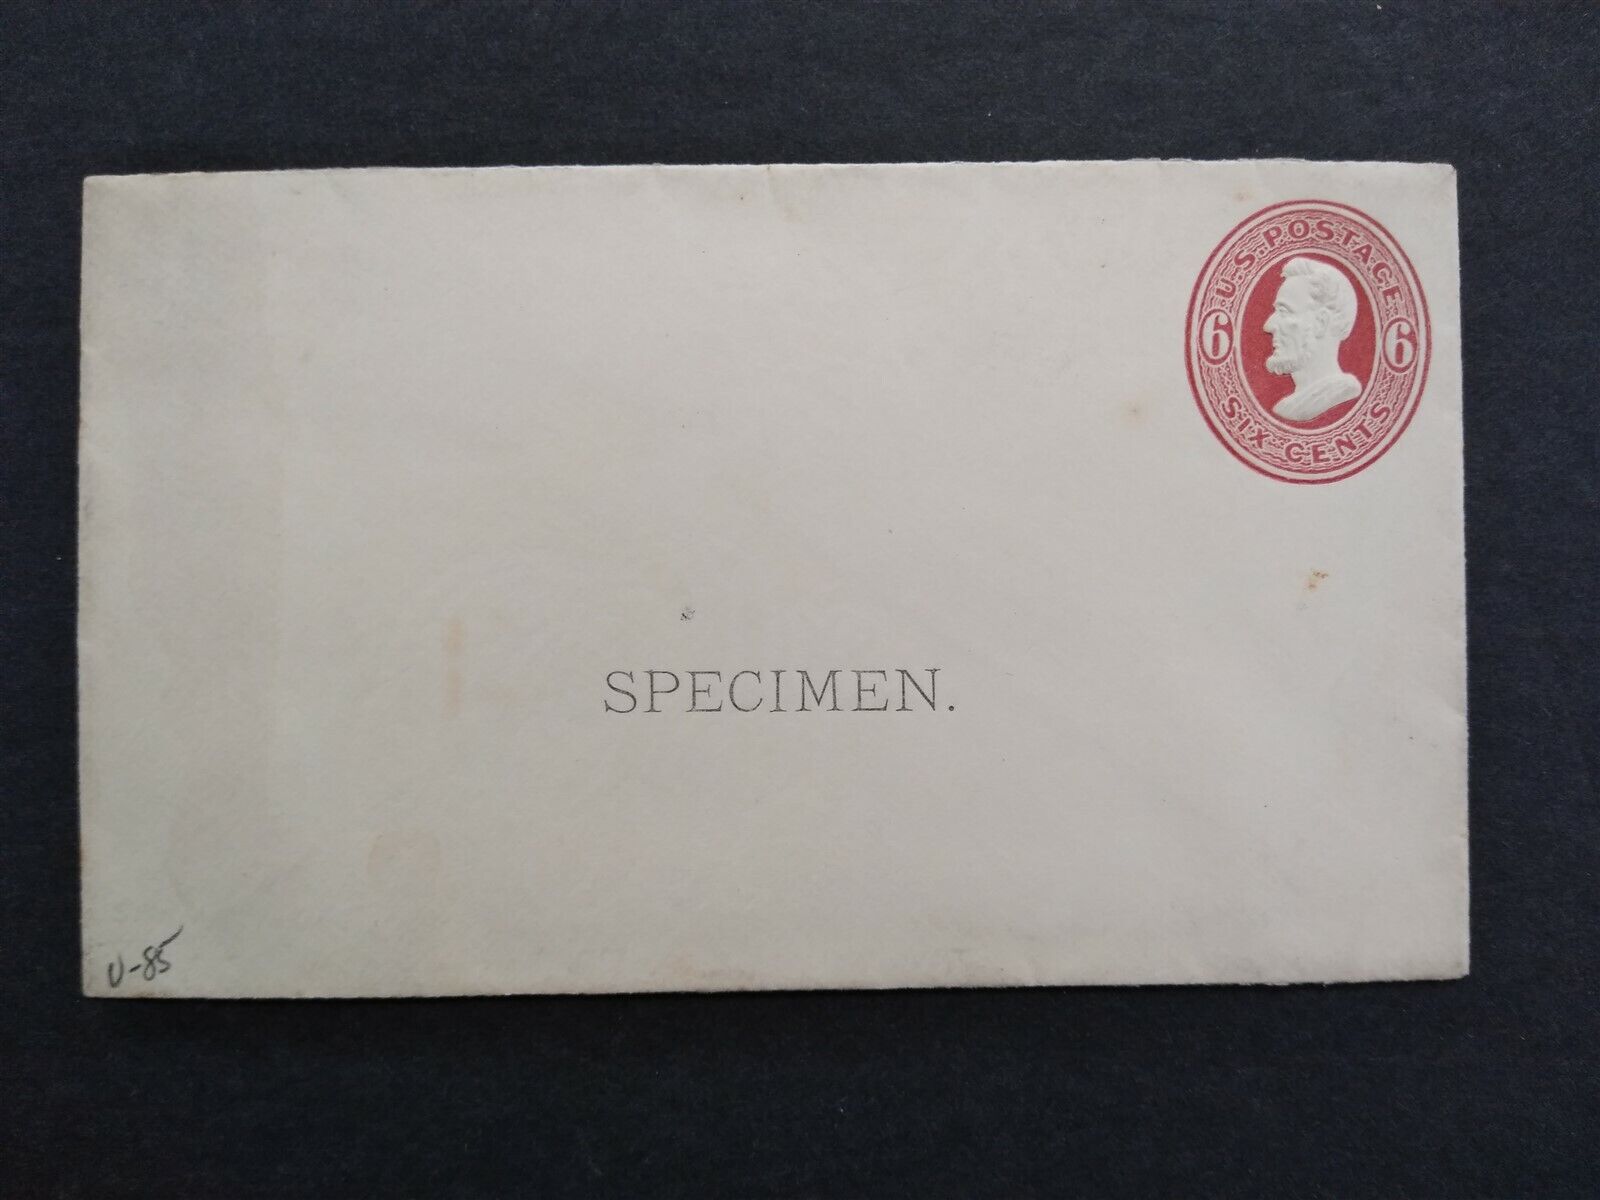 U.S. POSTAGE
6 6
SIX CENTS
SPECIMEN.
U-85